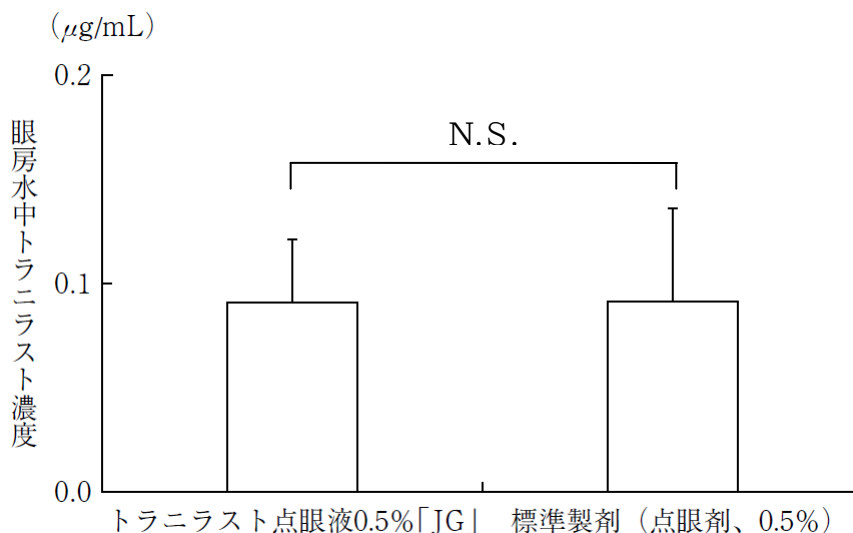 (μg/mL)
0.2
N.S.
眼房水中トラニラスト濃度
0.1
0.0
トラニラスト点眼液0.5%「JG」
標準製剤（点眼剤、0.5%）